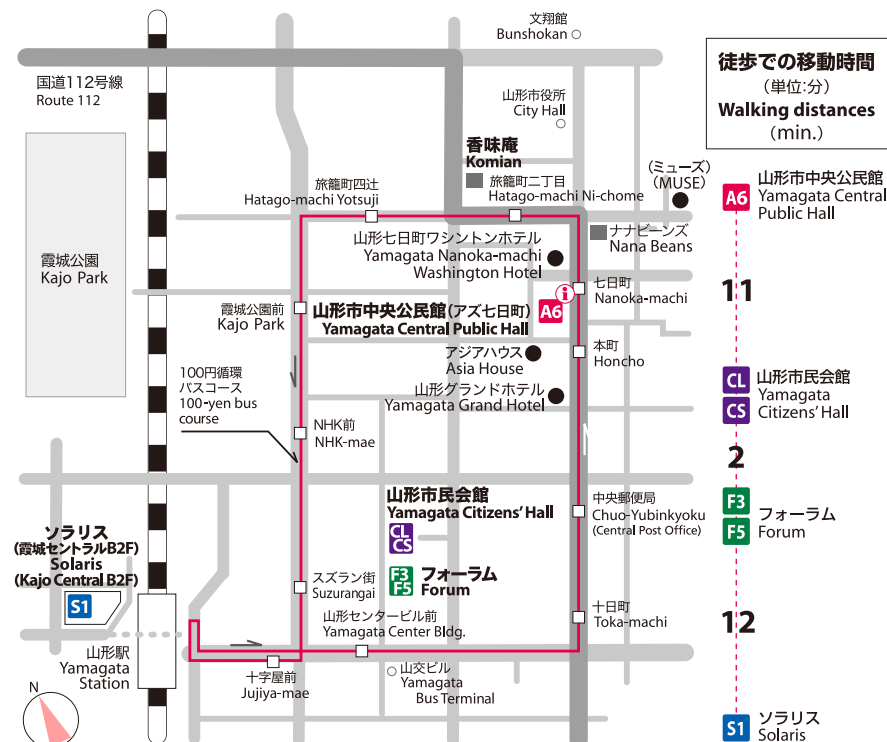 文翔館
Bunshokan
国道112号線
Route 112
山形市役所
City Hall
香味庵
Komian
旅籠町四辻
Hatago-machi Yotsuji
旅籠町二丁目
Hatago-machi Ni-chome
(ミューズ)
(MUSE)
ナナビーンズ
Nana Beans
山形七日町ワシントンホテル
Yamagata Nanoka-machi
Washington Hotel
霞城公園
Kajo Park
七日町
Nanoka-machi
霞城公園前
Kajo Park
山形市中央公民館(アズ七日町)
Yamagata Central Public Hall
i
A6
本町
Honcho
アジアハウス
Asia House
100円循環
バスコース
100-yen bus
course
山形グランドホテル
Yamagata Grand Hotel
NHK前
NHK-mae
山形市民会館
Yamagata Citizens' Hall
CL
CS
中央郵便局
Chuo-Yubinkyoku
(Central Post Office)
ソラリス
(霞城セントラルB2F)
Solaris
(Kajo Central B2F)
S1
スズラン街
Suzurangai
F3
F5
フォーラム
Forum
山形センタービル前
Yamagata Center Bldg.
十日町
Toka-machi
山形駅
Yamagata
Station
十字屋前
Jujiya-mae
山交ビル
Yamagata
Bus Terminal
N
徒歩での移動時間
(単位:分)
Walking distances
(min.)
A6
山形市中央公民館
Yamagata Central
Public Hall
11
CL
CS
山形市民会館
Yamagata
Citizens' Hall
2
F3
F5
フォーラム
Forum
12
S1
ソラリス
Solaris